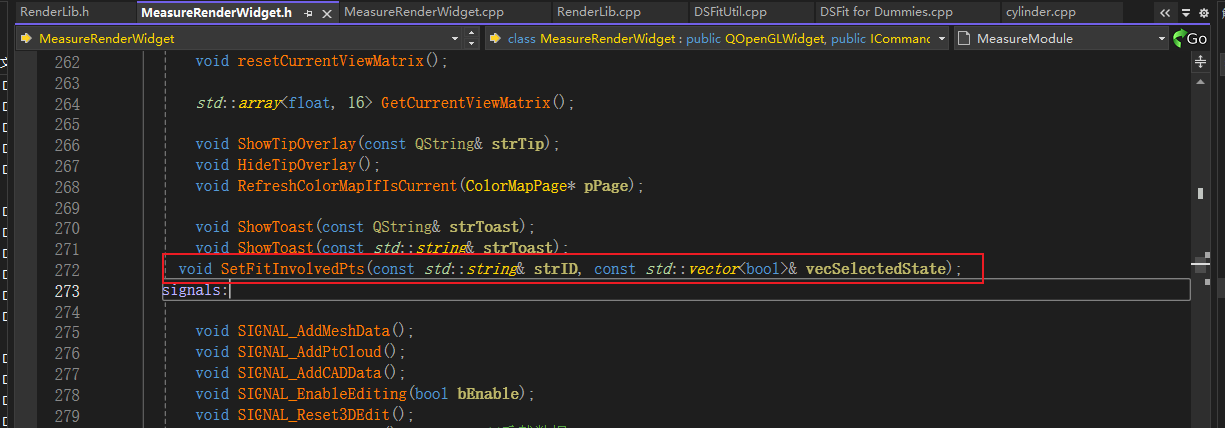 RenderLib.h MeasureRenderWidget.h MeasureRenderWidget.cpp RenderLib.cpp DSFitUtil.cpp DSFit for Dummies.cpp cylinder.cpp
MeasureRenderWidget class MeasureRenderWidget : public QOpenGLWidget, public ICommanc MeasureModule Go
262 void resetCurrentViewMatrix();
263
264 std::array<float, 16> GetCurrentViewMatrix();
265
266 void ShowTipOverlay(const QString& strTip);
267 void HideTipOverlay();
268 void RefreshColorMapIfIsCurrent(ColorMapPage* pPage);
269
270 void ShowToast(const QString& strToast);
271 void ShowToast(const std::string& strToast);
272 void SetFitInvolvedPts(const std::string& strID, const std::vector<bool>& vecSelectedState);
273 signals:
274
275 void SIGNAL_AddMeshData();
276 void SIGNAL_AddPtCloud();
277 void SIGNAL_AddCADData();
278 void SIGNAL_EnableEditing(bool bEnable);
279 void SIGNAL_Reset3DEdit();